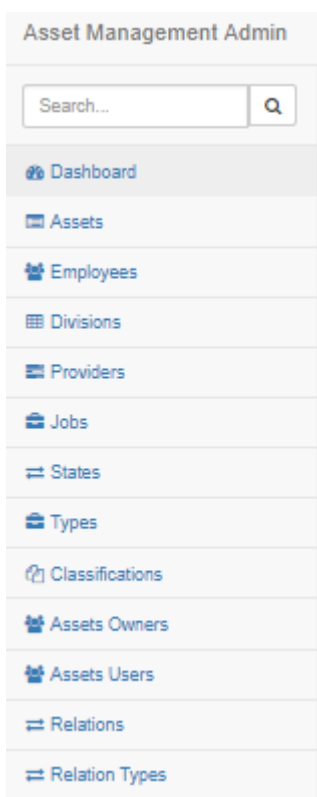 Asset Management Admin
Search...
Dashboard
Assets
Employees
Divisions
Providers
Jobs
States
Types
Classifications
Assets Owners
Assets Users
Relations
Relation Types